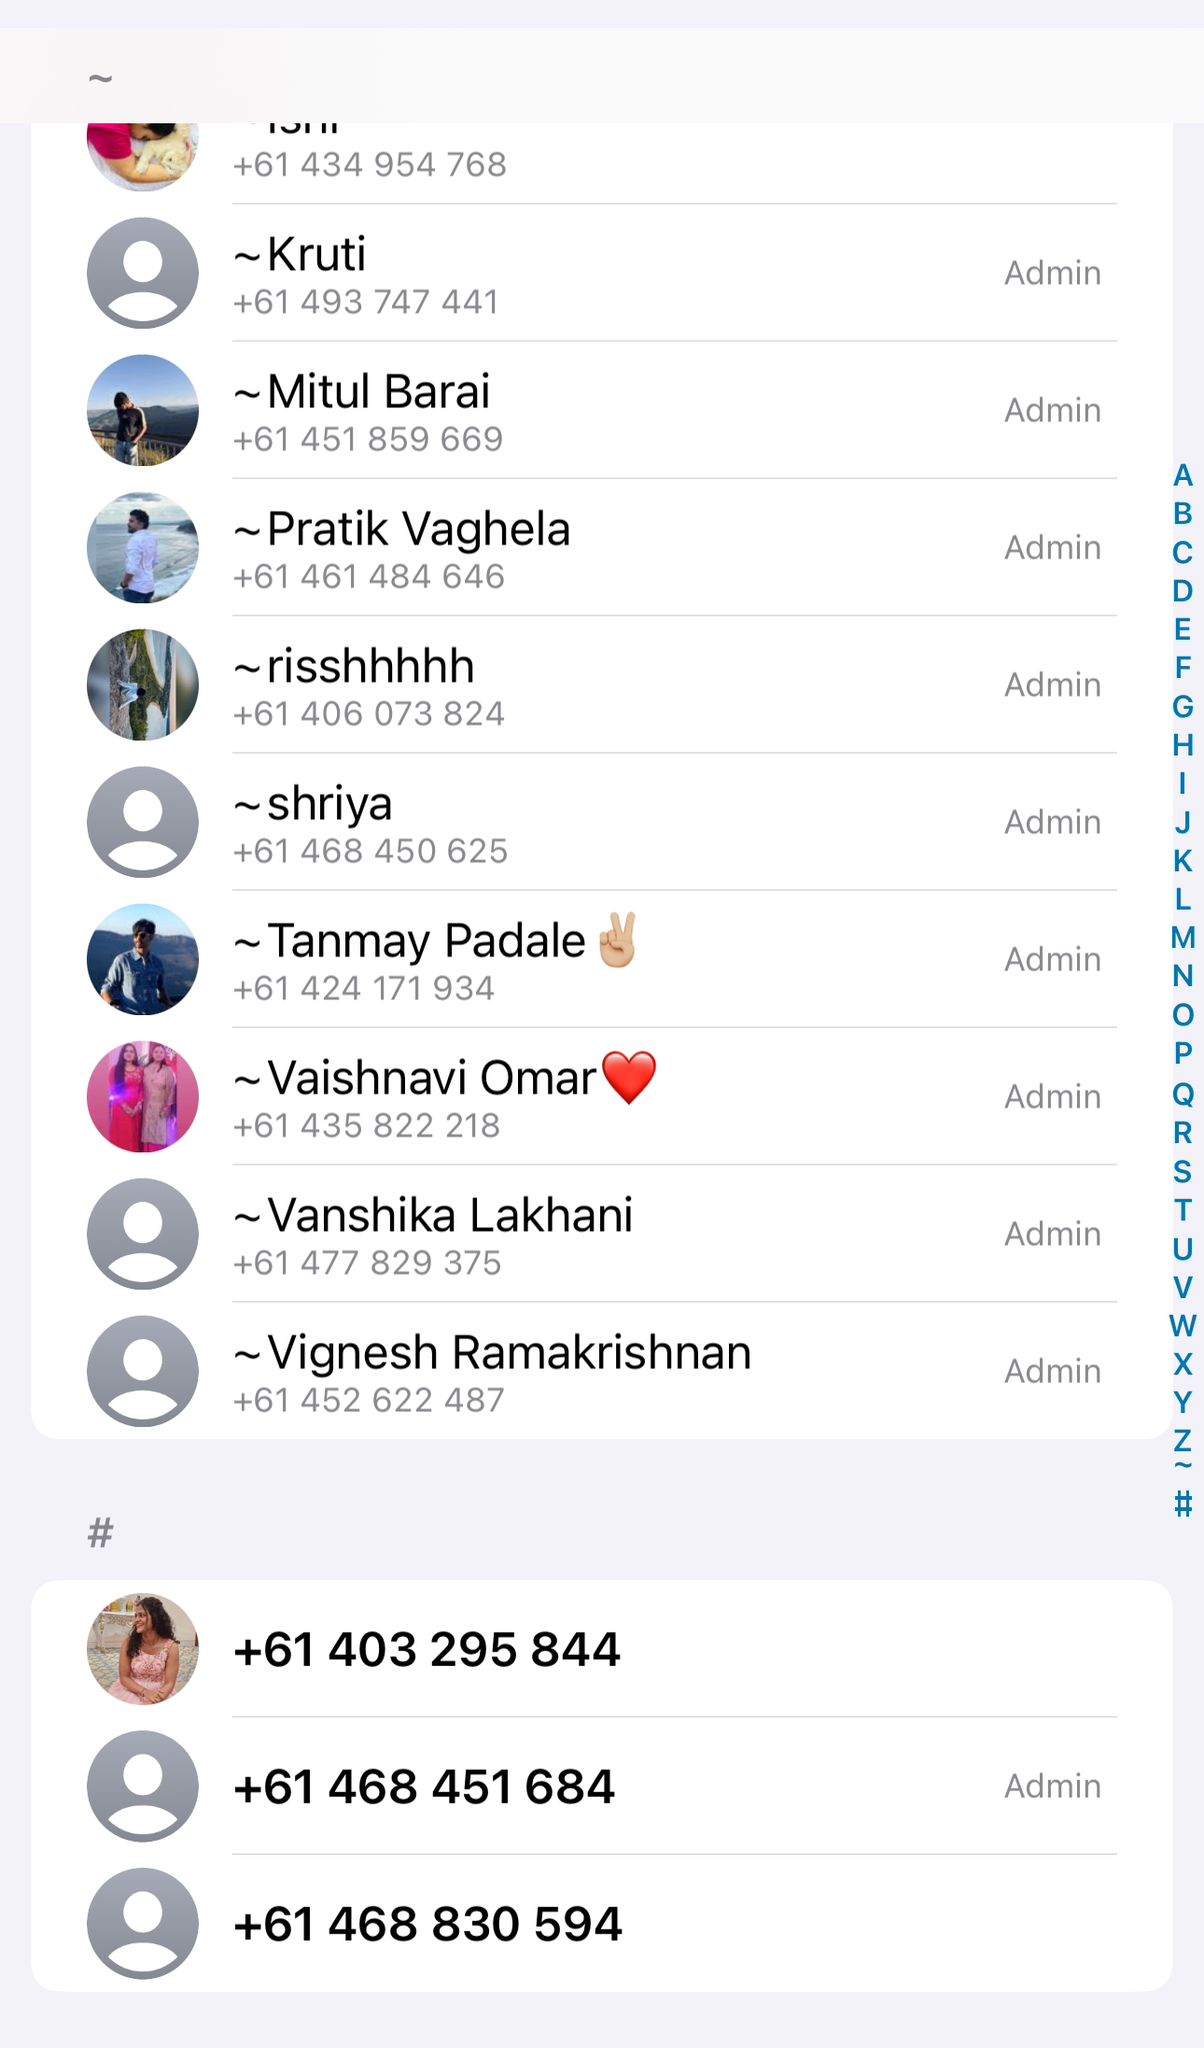 ~
+61 434 954 768
~Kruti
+61 493 747 441
Admin
~Mitul Barai
+61 451 859 669
Admin
~Pratik Vaghela
+61 461 484 646
Admin
~risshhhhh
+61 406 073 824
Admin
~shriya
+61 468 450 625
Admin
~Tanmay Padale✌🏼
+61 424 171 934
Admin
~Vaishnavi Omar❤️
+61 435 822 218
Admin
~Vanshika Lakhani
+61 477 829 375
Admin
~Vignesh Ramakrishnan
+61 452 622 487
Admin
#
+61 403 295 844
+61 468 451 684
Admin
+61 468 830 594
A
B
C
D
E
F
G
H
I
J
K
L
M
N
O
P
Q
R
S
T
U
V
W
X
Y
Z
~
#